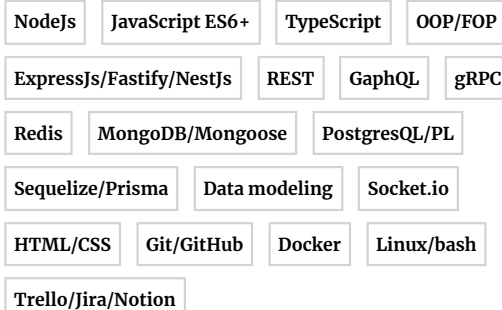 NodeJs JavaScript ES6+ TypeScript OOP/FOP
ExpressJs/Fastify/NestJs REST GaphQL gRPC
Redis MongoDB/Mongoose PostgresQL/PL
Sequelize/Prisma Data modeling Socket.io
HTML/CSS Git/GitHub Docker Linux/bash
Trello/Jira/Notion